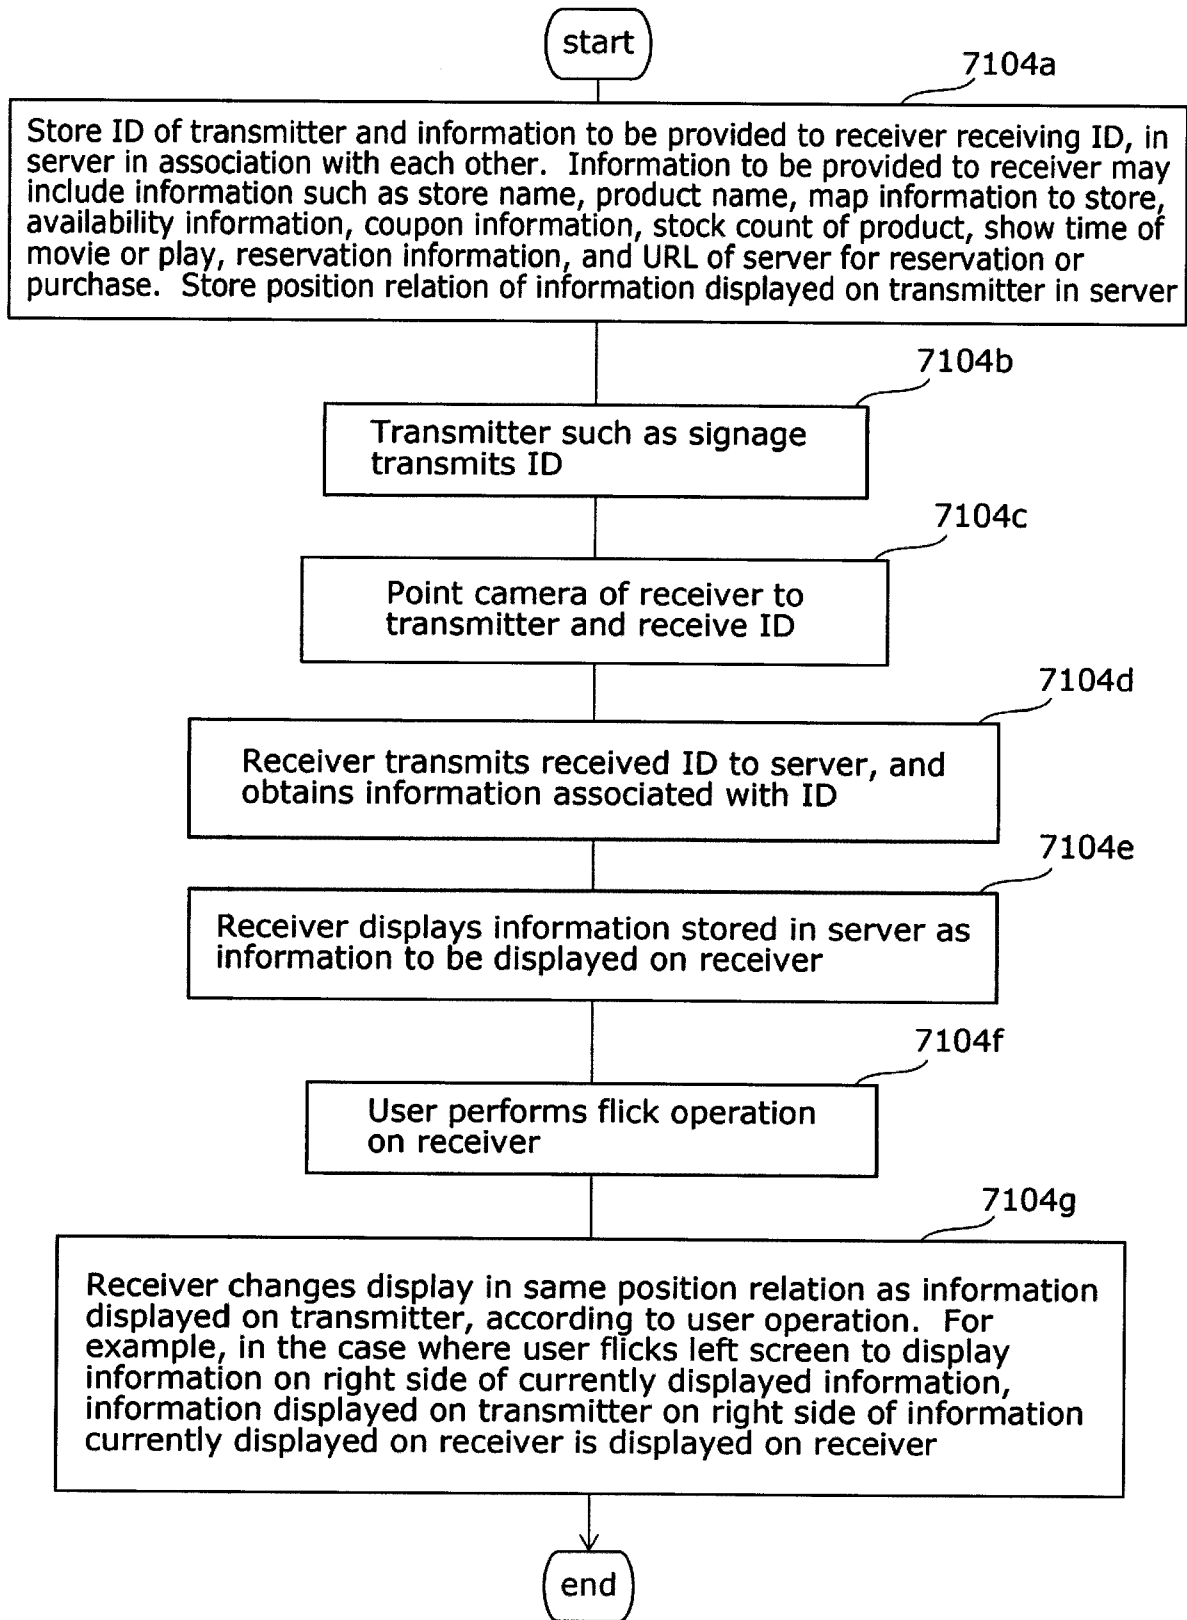 start
7104a
Store ID of transmitter and information to be provided to receiver receiving ID, in
server in association with each other. Information to be provided to receiver may
include information such as store name, product name, map information to store,
availability information, coupon information, stock count of product, show time of
movie or play, reservation information, and URL of server for reservation or
purchase. Store position relation of information displayed on transmitter in server
7104b
Transmitter such as signage
transmits ID
7104c
Point camera of receiver to
transmitter and receive ID
7104d
Receiver transmits received ID to server, and
obtains information associated with ID
7104e
Receiver displays information stored in server as
information to be displayed on receiver
7104f
User performs flick operation
on receiver
7104g
Receiver changes display in same position relation as information
displayed on transmitter, according to user operation. For
example, in the case where user flicks left screen to display
information on right side of currently displayed information,
information displayed on transmitter on right side of information
currently displayed on receiver is displayed on receiver
end